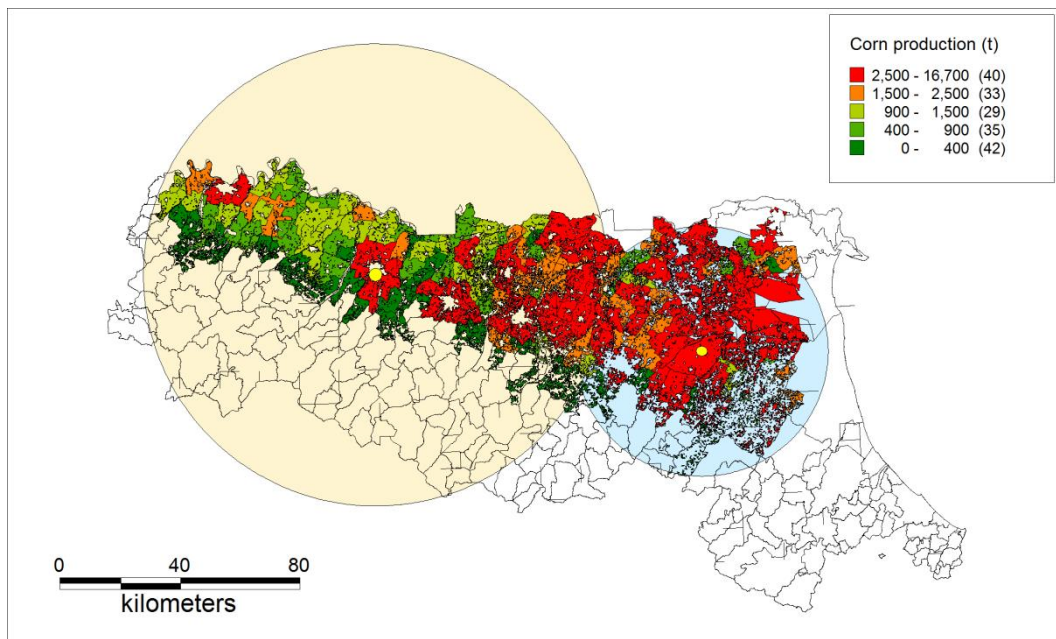 Corn production (t)
2,500 - 16,700 (40)
1,500 - 2,500 (33)
900 - 1,500 (29)
400 - 900 (35)
0 - 400 (42)
0 40 80
kilometers